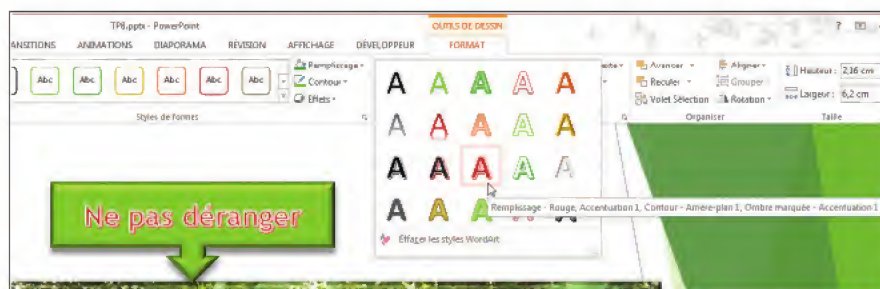 TP8.pptx - PowerPoint
OUTILS DE DESSIN
?
ANSITIONS ANIMATIONS DIAPORAMA RÉVISION AFFICHAGE DÉVELOPPEUR FORMAT
Abc Abc Abc Abc Abc Abc
Remplissage
Contour
Effets
A A A A A
A A A A A
A A A A A
A A A A A
Effacer les styles WordArt
Avancer
Reculer
Volet Sélection
Aligner
Grouper
Rotation
Hauteur : 2,16 cm
Largeur : 6,2 cm
Styles de formes
Organiser
Taille
Remplissage - Rouge, Accentuation 1, Contour - Arrière-plan 1, Ombre marquée - Accentuation 1
Ne pas déranger